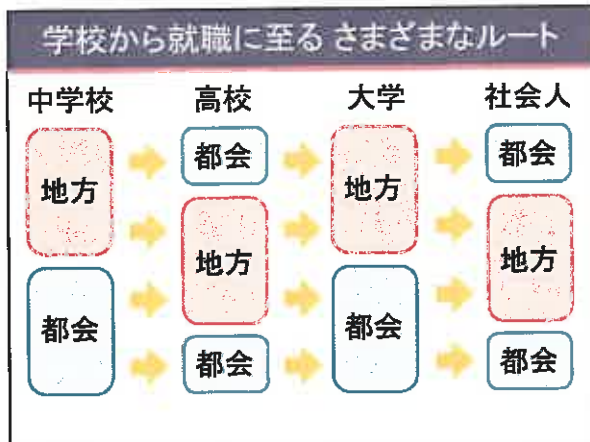 学校から就職に至る さまざまなルート
中学校 高校 大学 社会人
地方 都会 地方 都会
都会 地方 都会 地方
都会 都会